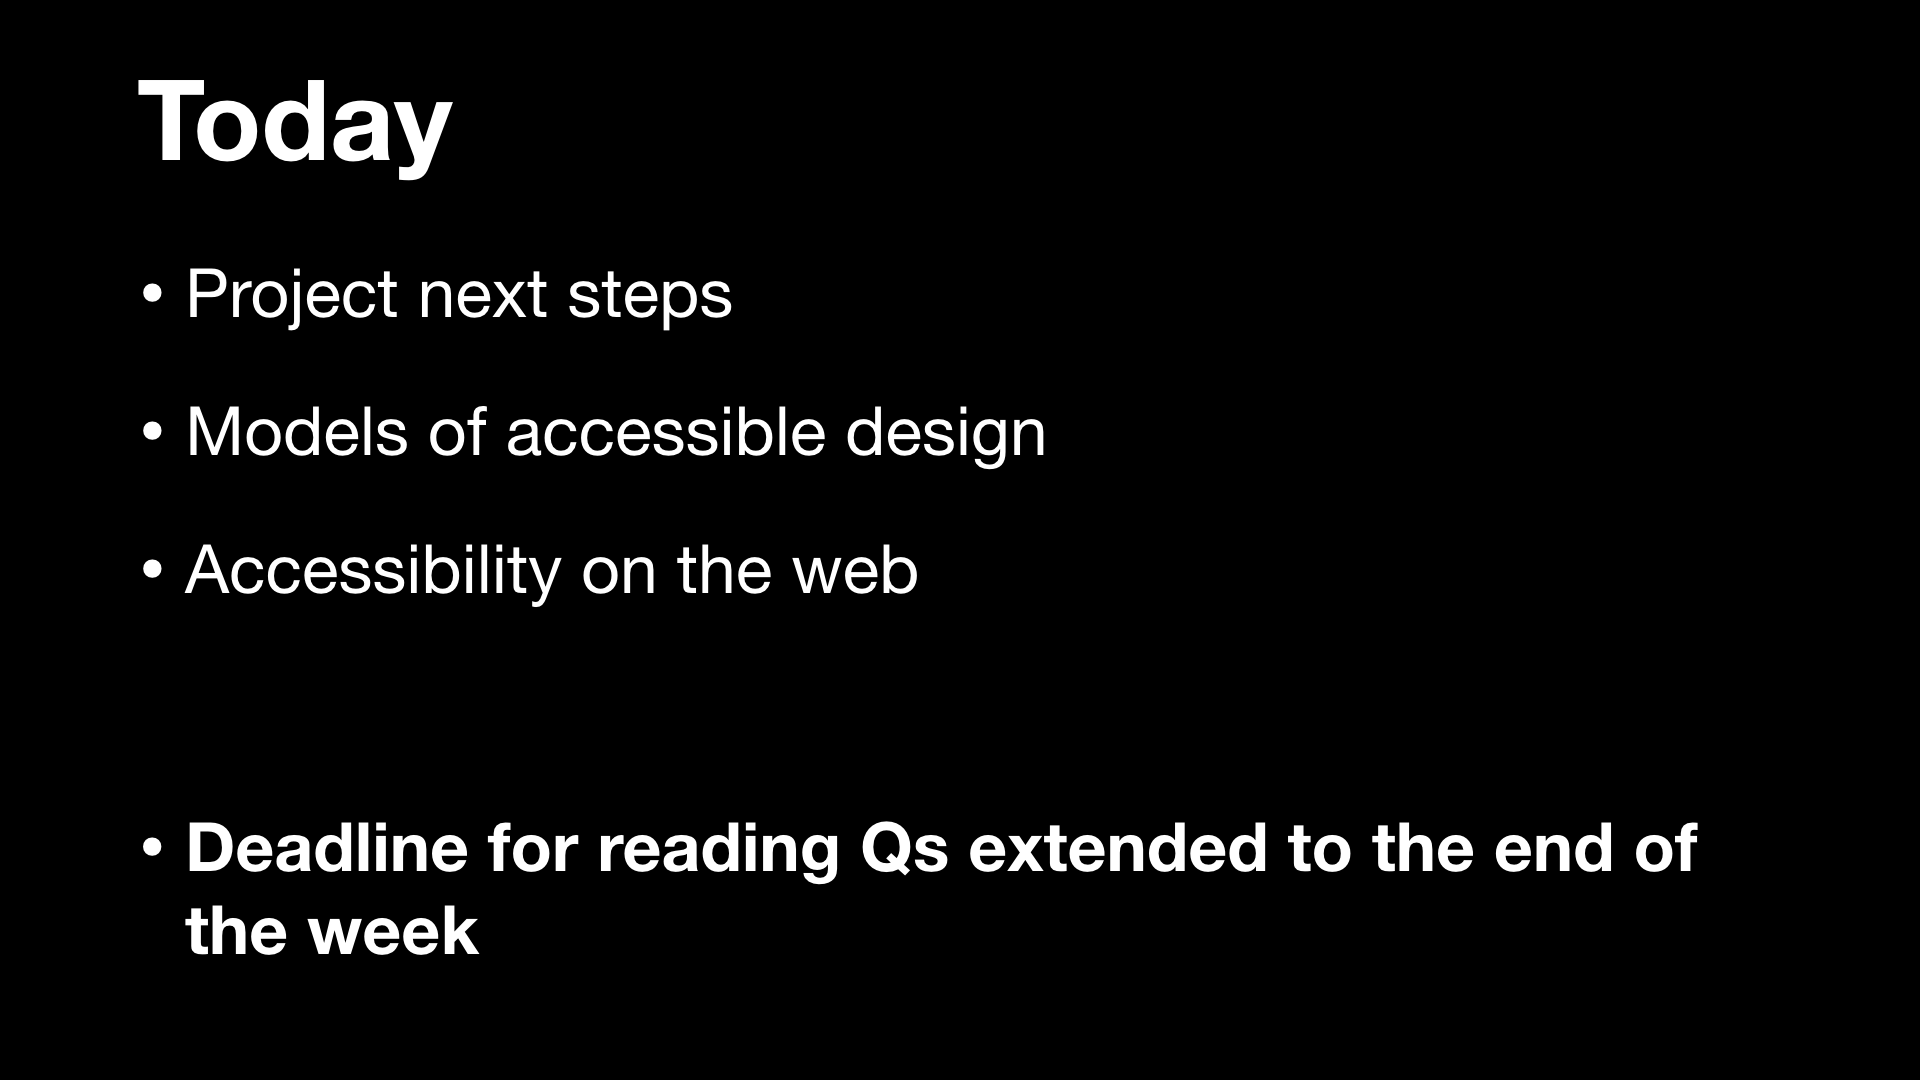 Today
• Project next steps
• Models of accessible design
• Accessibility on the web
• Deadline for reading Qs extended to the end of
the week